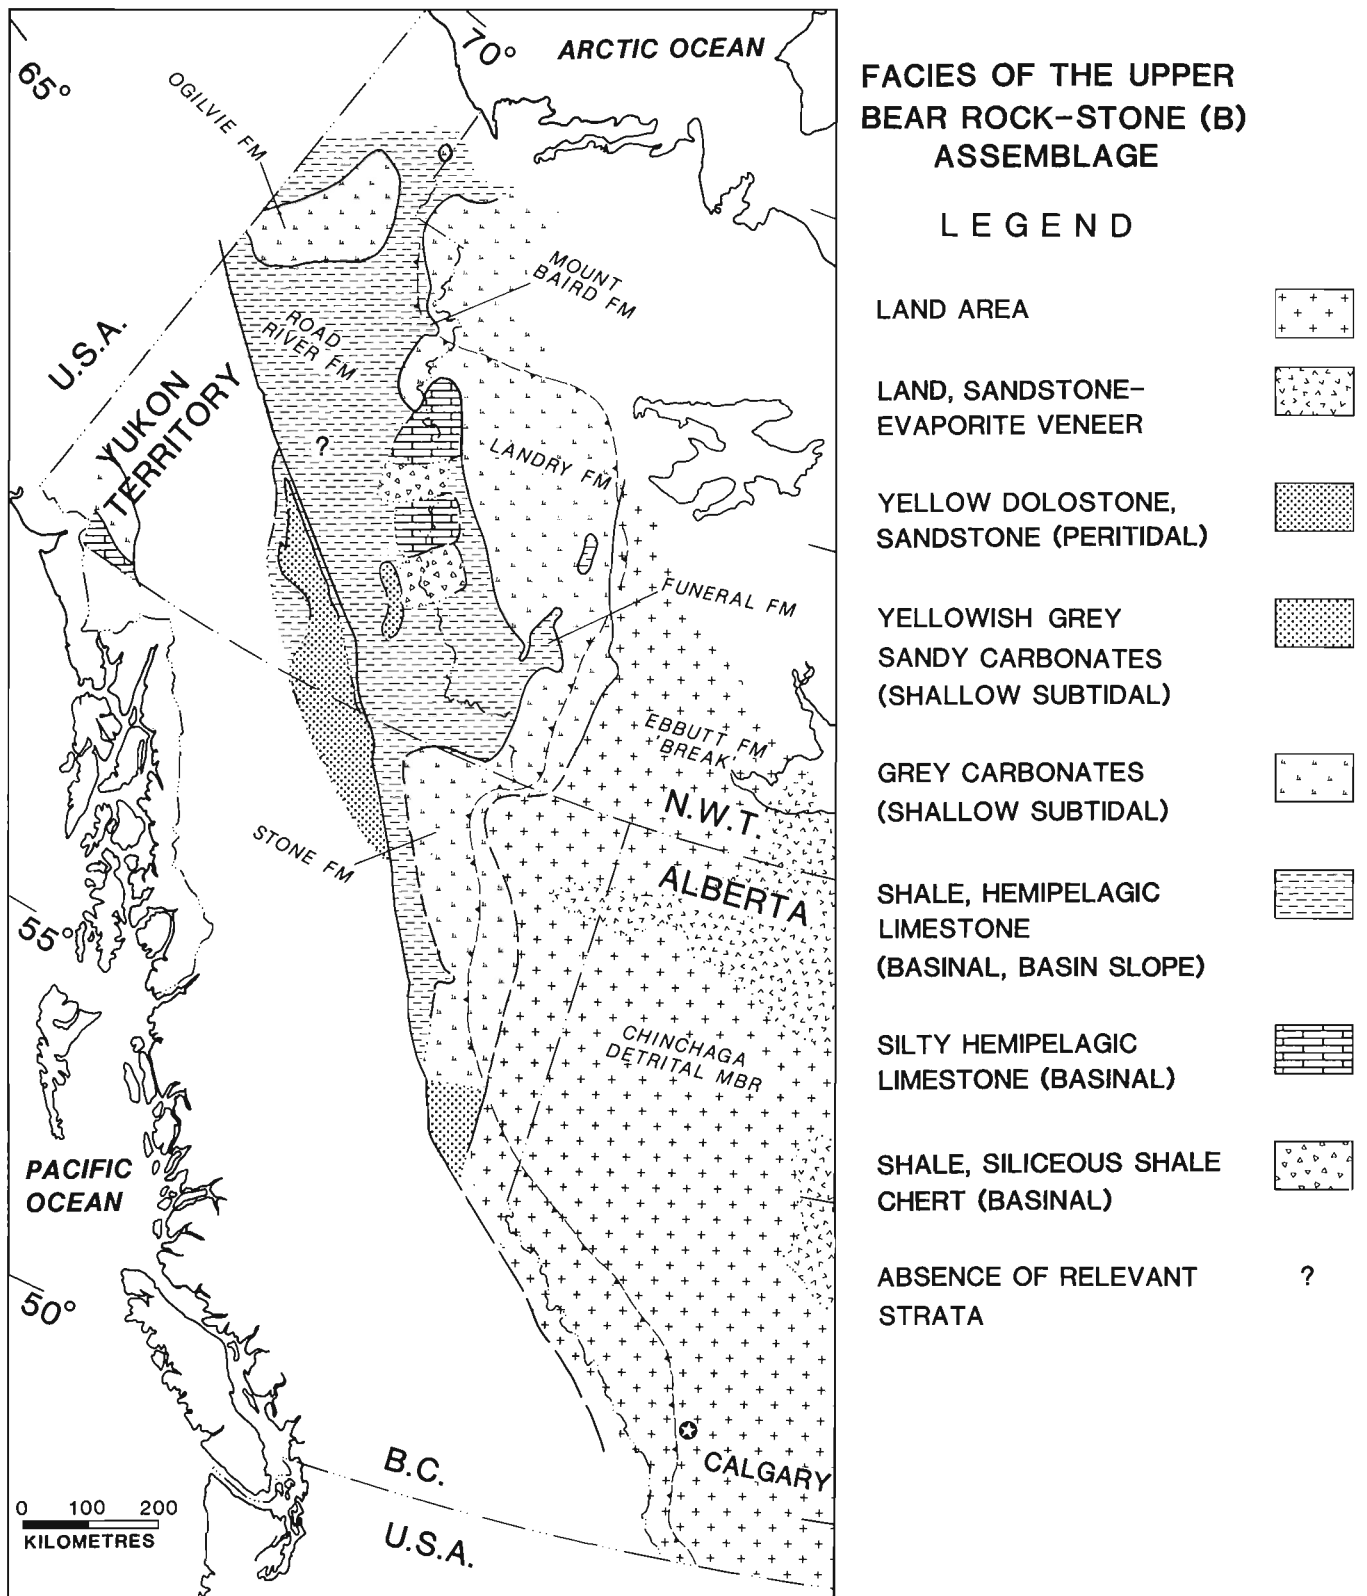 65°
70°
ARCTIC OCEAN
OGILVIE FM
MOUNT
BAIRD FM
ROAD
RIVER FM
U.S.A.
YUKON
TERRITORY
?
LANDRY FM
FUNERAL FM
EBBUTT FM
'BREAK'
N.W.T.
STONE FM
ALBERTA
55°
CHINCHAGA
DETRITAL MBR
PACIFIC
OCEAN
50°
B.C.
CALGARY
U.S.A.
0 100 200
KILOMETRES
FACIES OF THE UPPER
BEAR ROCK-STONE (B)
ASSEMBLAGE
LEGEND
LAND AREA
LAND, SANDSTONE-
EVAPORITE VENEER
YELLOW DOLOSTONE,
SANDSTONE (PERITIDAL)
YELLOWISH GREY
SANDY CARBONATES
(SHALLOW SUBTIDAL)
GREY CARBONATES
(SHALLOW SUBTIDAL)
SHALE, HEMIPELAGIC
LIMESTONE
(BASINAL, BASIN SLOPE)
SILTY HEMIPELAGIC
LIMESTONE (BASINAL)
SHALE, SILICEOUS SHALE
CHERT (BASINAL)
ABSENCE OF RELEVANT ?
STRATA